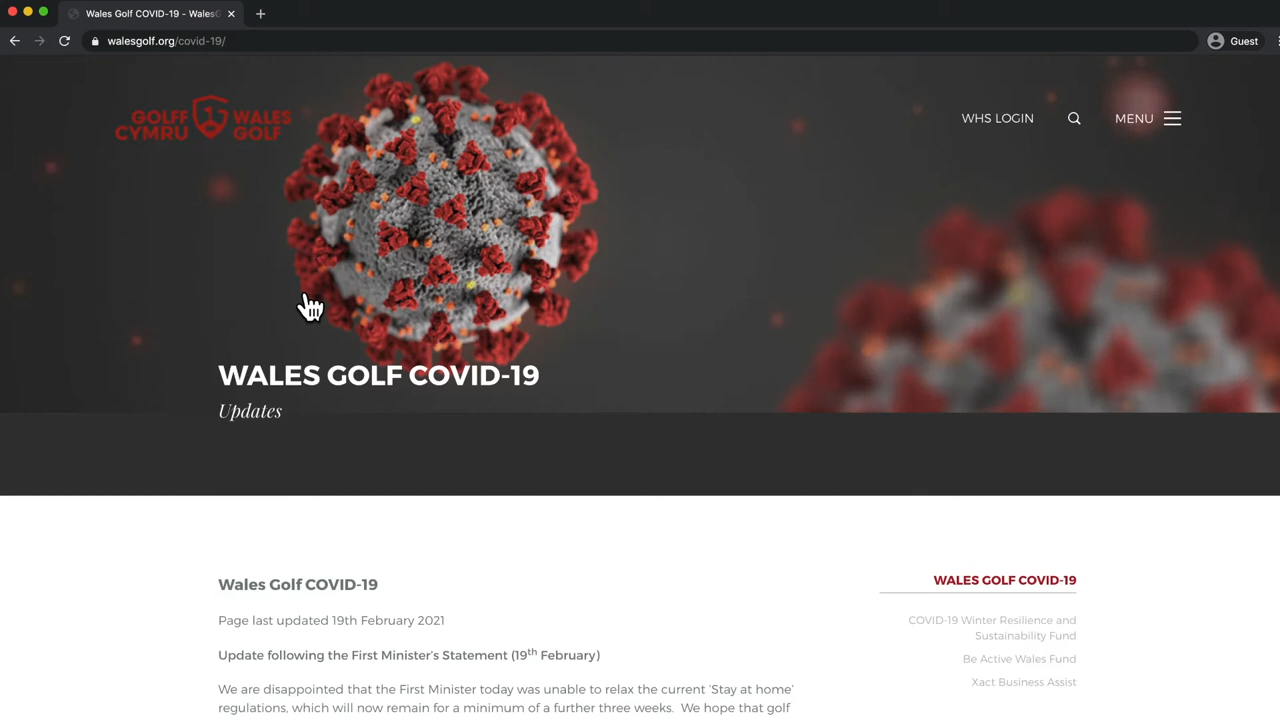 Wales Golf COVID-19 - WalesG
walesgolf.org/covid-19/
Guest
GOLFF WALES
CYMRU GOLF
WHS LOGIN
MENU
WALES GOLF COVID-19
Updates
Wales Golf COVID-19
Page last updated 19th February 2021
Update following the First Minister's Statement (19th February)
We are disappointed that the First Minister today was unable to relax the current 'Stay at home'
regulations, which will now remain for a minimum of a further three weeks. We hope that golf
WALES GOLF COVID-19
COVID-19 Winter Resilience and
Sustainability Fund
Be Active Wales Fund
Xact Business Assist